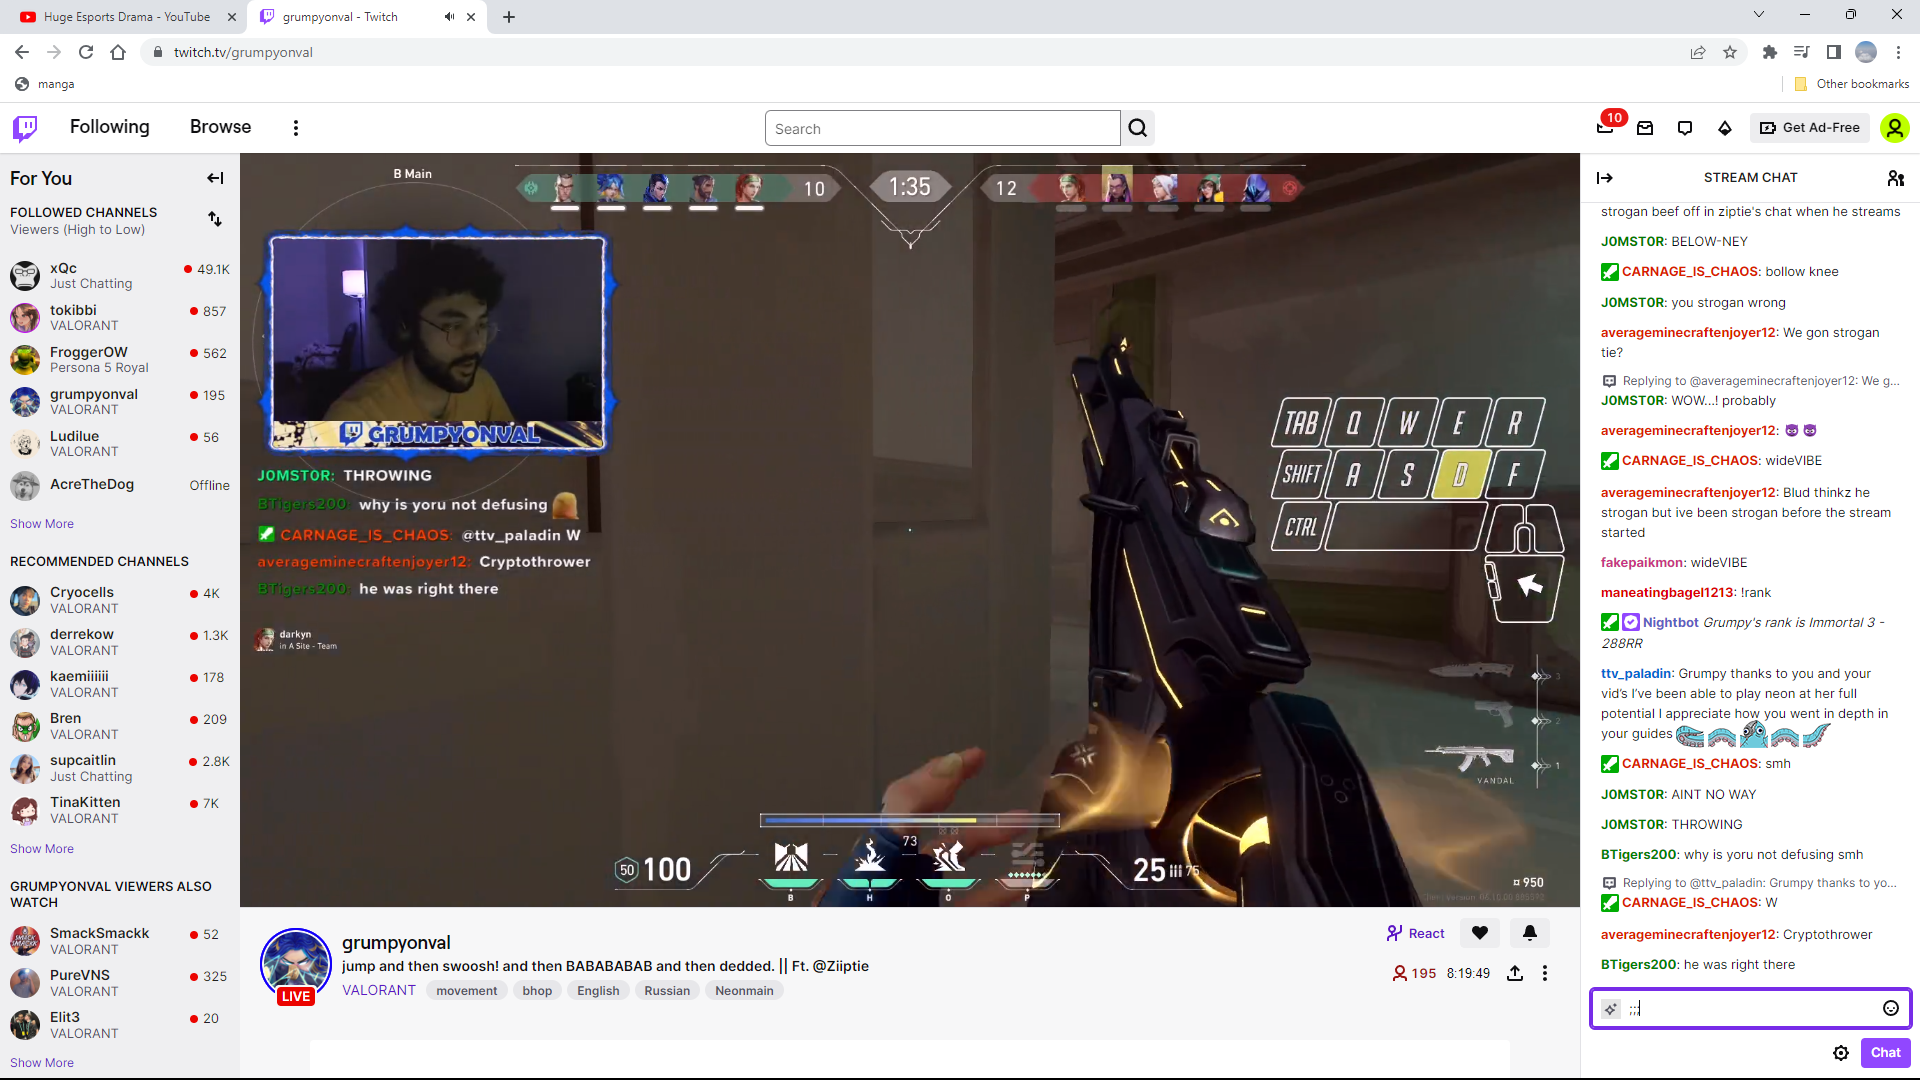 Huge Esports Drama - YouTube
grumpyonval - Twitch
twitch.tv/grumpyonval
manga
Other bookmarks
Following
Browse
Search
10
Get Ad-Free
For You
FOLLOWED CHANNELS
Viewers (High to Low)
xQc
49.1K
Just Chatting
tokibbi
857
VALORANT
FroggerOW
562
Persona 5 Royal
grumpyonval
195
VALORANT
Ludilue
56
VALORANT
AcreTheDog
Offline
Show More
RECOMMENDED CHANNELS
Cryocells
4K
VALORANT
derrekow
1.3K
VALORANT
kaemiiiiii
178
VALORANT
Bren
209
VALORANT
supcaitlin
2.8K
Just Chatting
TinaKitten
7K
VALORANT
Show More
GRUMPYONVAL VIEWERS ALSO
WATCH
SmackSmackk
52
VALORANT
PureVNS
325
VALORANT
Elit3
20
VALORANT
Show More
B Main
10
1:35
12
GRUMPYONVAL
J0MST0R: THROWING
BTigers200: why is yoru not defusing
CARNAGE_IS_CHAOS: @ttv_paladin W
averageminecraftenjoyer12: Cryptothrower
BTigers200: he was right there
darkyn
in A Site - Team
TAB Q W E R
SHIFT A S D F
CTRL
3
2
1
VANDAL
50 100
73
25 75
B
H
O
P
¤ 950
grumpyonval
jump and then swoosh! and then BABABABAB and then dedded. || Ft. @Ziiptie
VALORANT
movement
bhop
English
Russian
Neonmain
LIVE
React
195
8:19:49
STREAM CHAT
strogan beef off in ziptie's chat when he streams
J0MST0R: BELOW-NEY
CARNAGE_IS_CHAOS: bollow knee
J0MST0R: you strogan wrong
averageminecraftenjoyer12: We gon strogan
tie?
Replying to @averageminecraftenjoyer12: We g...
J0MST0R: WOW...! probably
averageminecraftenjoyer12: 😈 😈
CARNAGE_IS_CHAOS: wideVIBE
averageminecraftenjoyer12: Blud thinkz he
strogan but ive been strogan before the stream
started
fakepaikmon: wideVIBE
maneatingbagel1213: !rank
Nightbot Grumpy's rank is Immortal 3 -
288RR
ttv_paladin: Grumpy thanks to you and your
vid's I've been able to play neon at her full
potential I appreciate how you went in depth in
your guides
CARNAGE_IS_CHAOS: smh
J0MST0R: AINT NO WAY
J0MST0R: THROWING
BTigers200: why is yoru not defusing smh
Replying to @ttv_paladin: Grumpy thanks to yo...
CARNAGE_IS_CHAOS: W
averageminecraftenjoyer12: Cryptothrower
BTigers200: he was right there
;;;
Chat